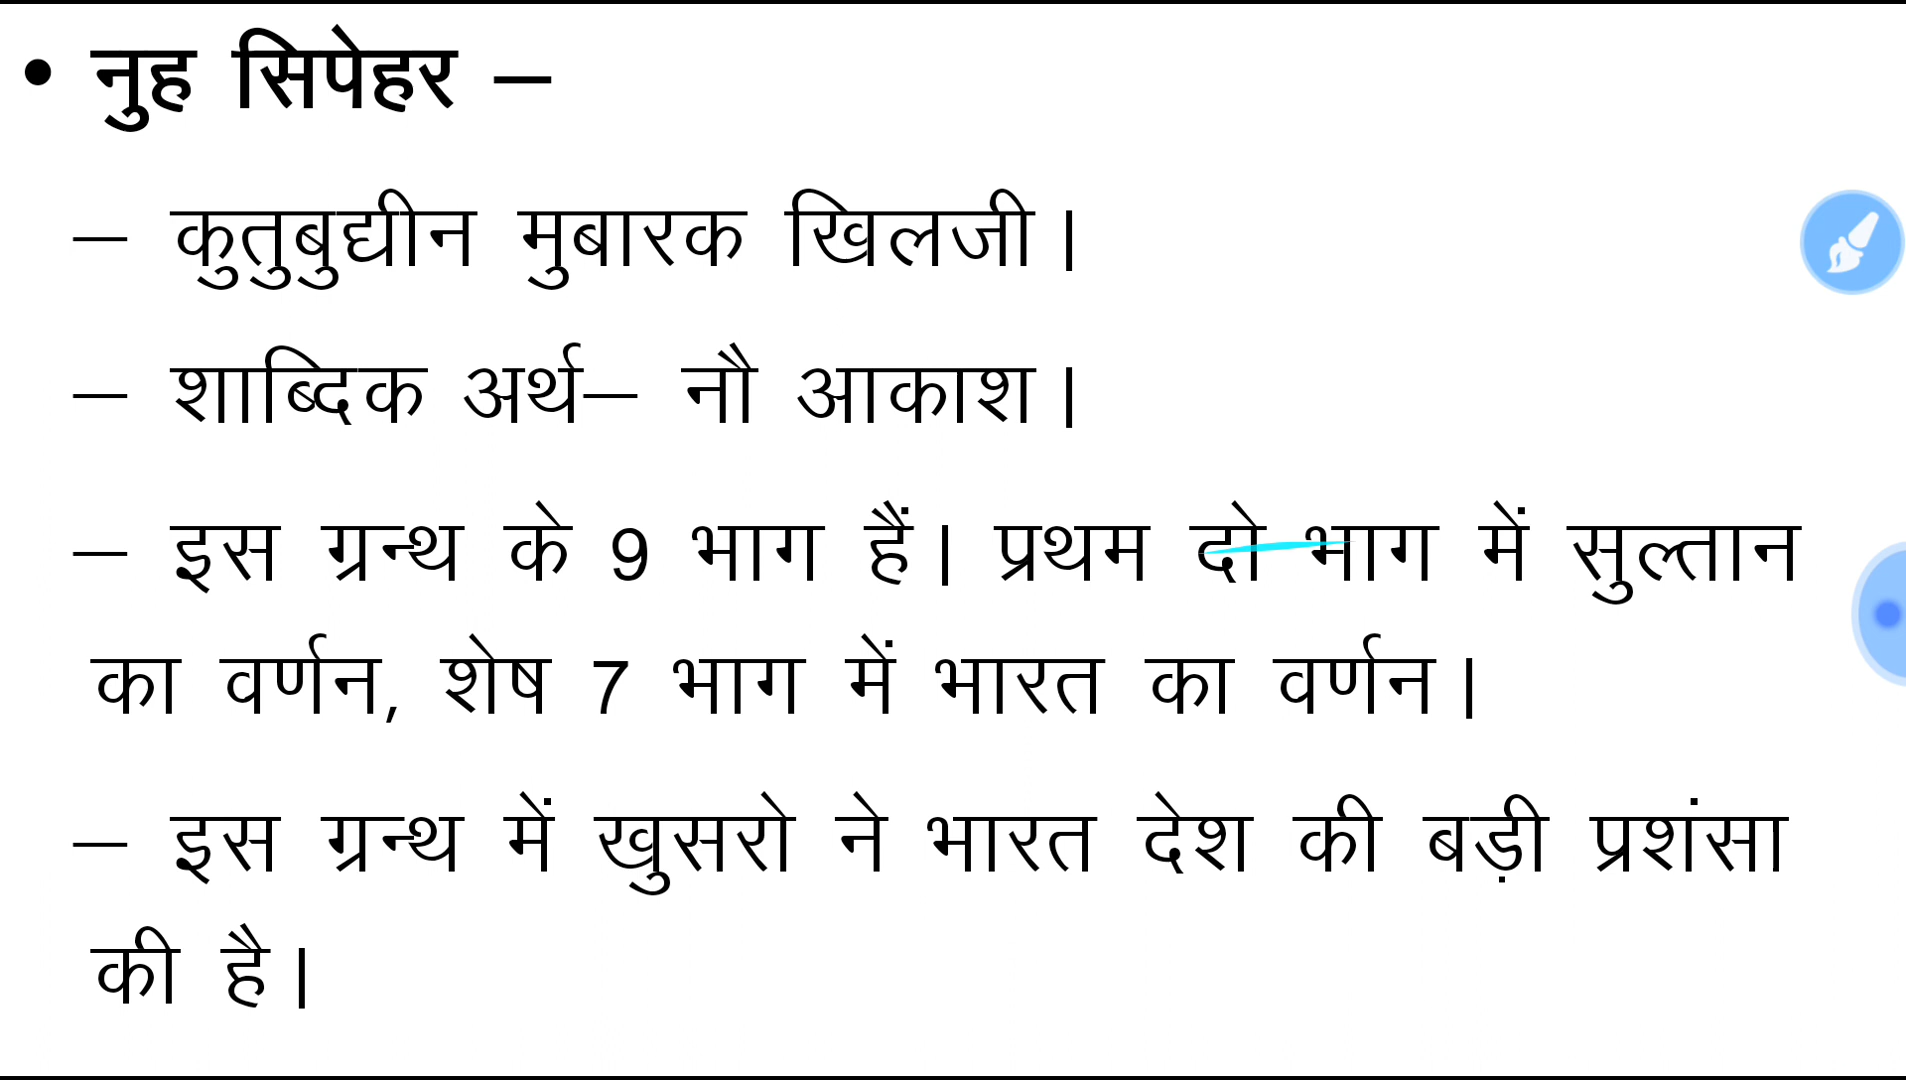 • नुह सिपेहर –
– कुतुबुद्यीन मुबारक खिलजी।
– शाब्दिक अर्थ– नौ आकाश।
– इस ग्रन्थ के 9 भाग हैं। प्रथम दो भाग में सुल्तान
का वर्णन, शेष 7 भाग में भारत का वर्णन।
– इस ग्रन्थ में खुसरो ने भारत देश की बड़ी प्रशंसा
की है।